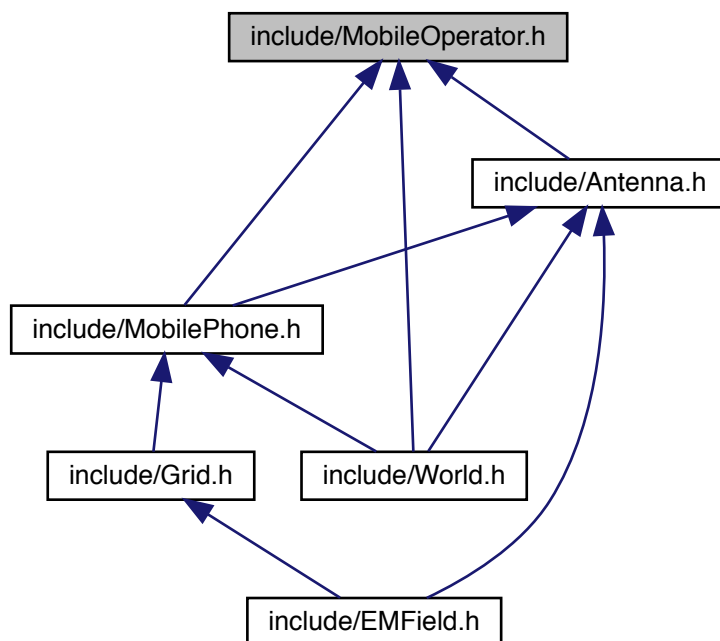 include/MobileOperator.h
include/Antenna.h
include/MobilePhone.h
include/Grid.h
include/World.h
include/EMField.h